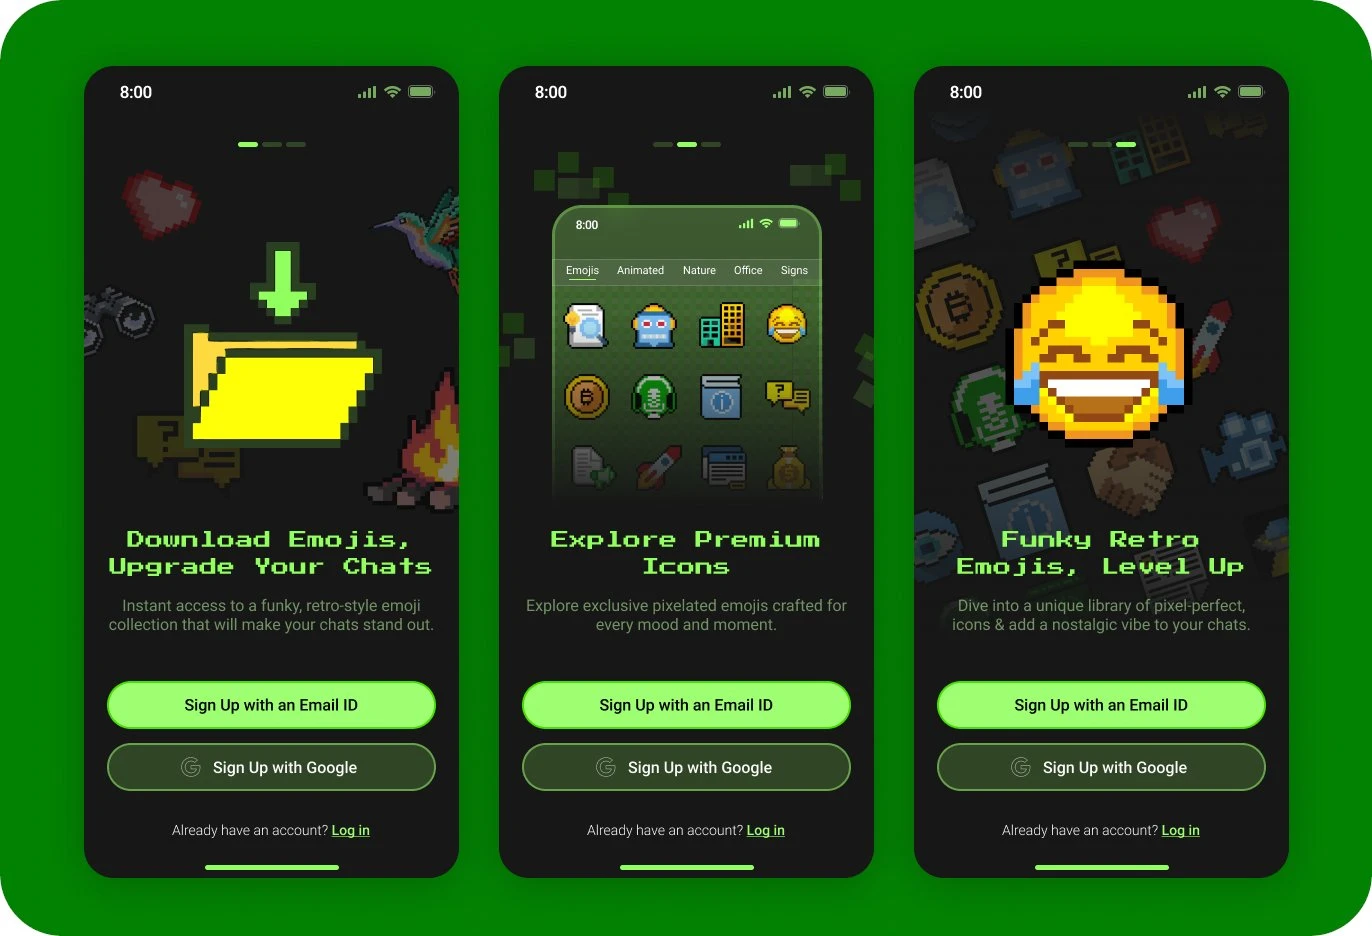 8:00
Download Emojis,
Upgrade Your Chats
Instant access to a funky, retro-style emoji
collection that will make your chats stand out.
Sign Up with an Email ID
Sign Up with Google
Already have an account? Log in
8:00
8:00
Emojis Animated Nature Office Signs
Explore Premium
Icons
Explore exclusive pixelated emojis crafted for
every mood and moment.
Sign Up with an Email ID
Sign Up with Google
Already have an account? Log in
8:00
Funky Retro
Emojis, Level Up
Dive into a unique library of pixel-perfect,
icons & add a nostalgic vibe to your chats.
Sign Up with an Email ID
Sign Up with Google
Already have an account? Log in